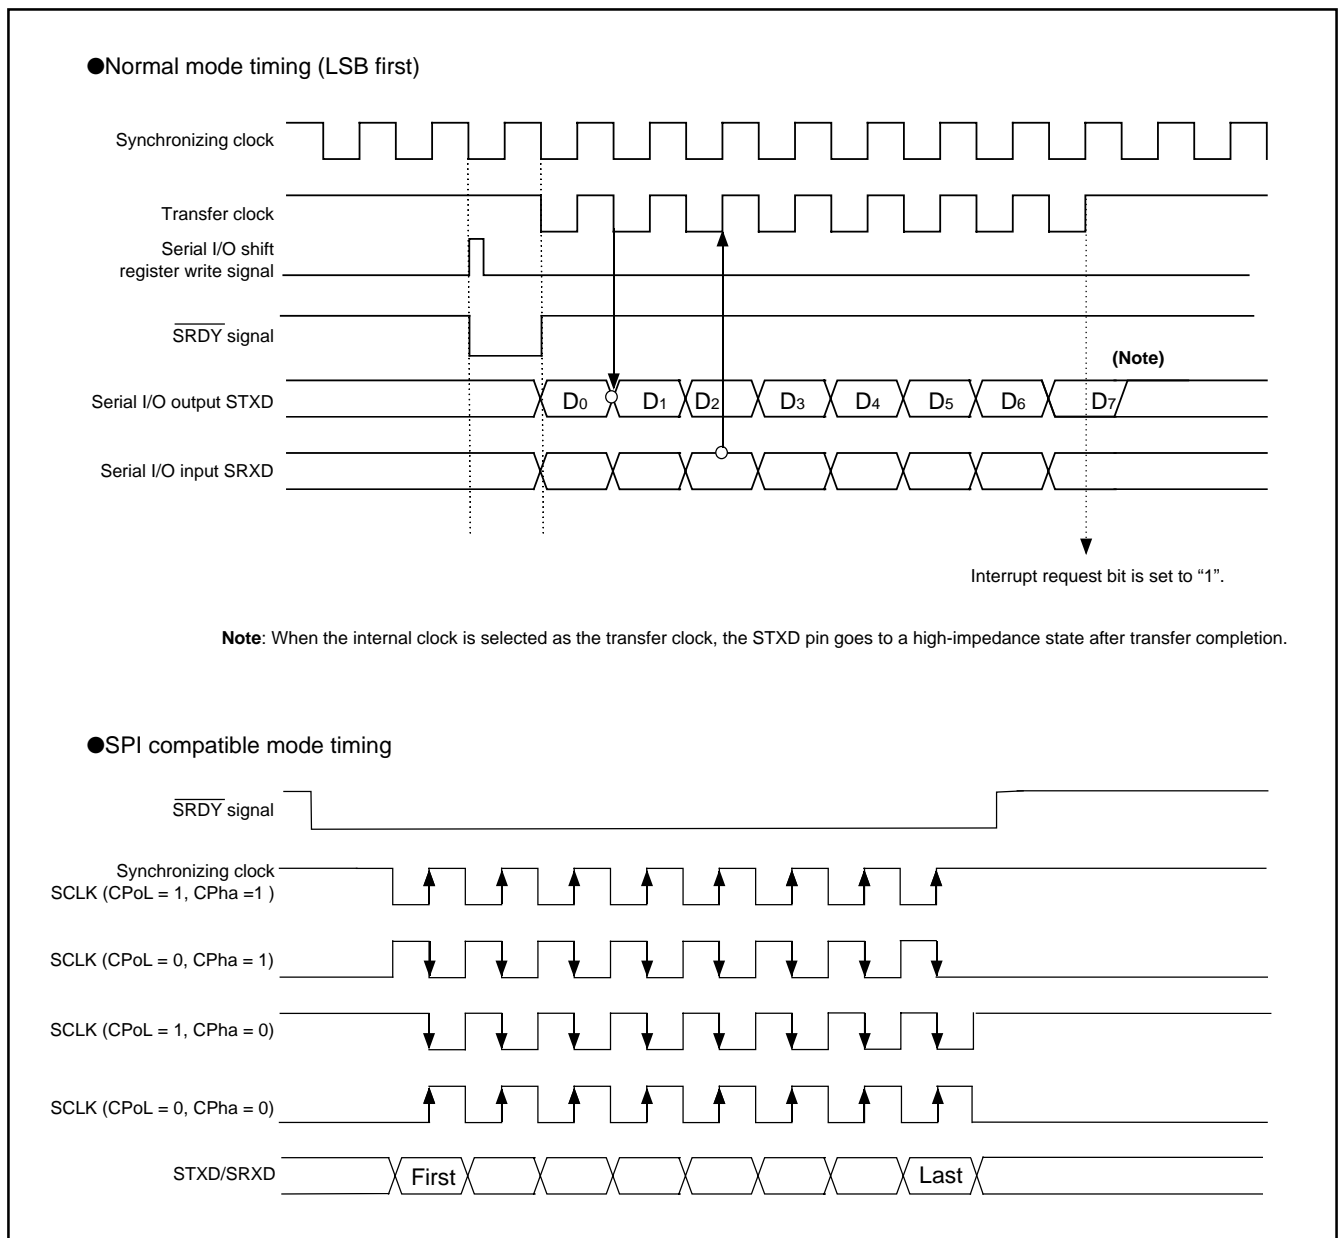 ●Normal mode timing (LSB first)
Synchronizing clock
Transfer clock
Serial I/O shift
register write signal
SRDY signal
(Note)
Serial I/O output STXD
D0 D1 D2 D3 D4 D5 D6 D7
Serial I/O input SRXD
Interrupt request bit is set to “1”.
Note: When the internal clock is selected as the transfer clock, the STXD pin goes to a high-impedance state after transfer completion.
●SPI compatible mode timing
SRDY signal
Synchronizing clock
SCLK (CPoL = 1, CPha =1 )
SCLK (CPoL = 0, CPha = 1)
SCLK (CPoL = 1, CPha = 0)
SCLK (CPoL = 0, CPha = 0)
STXD/SRXD
First
Last